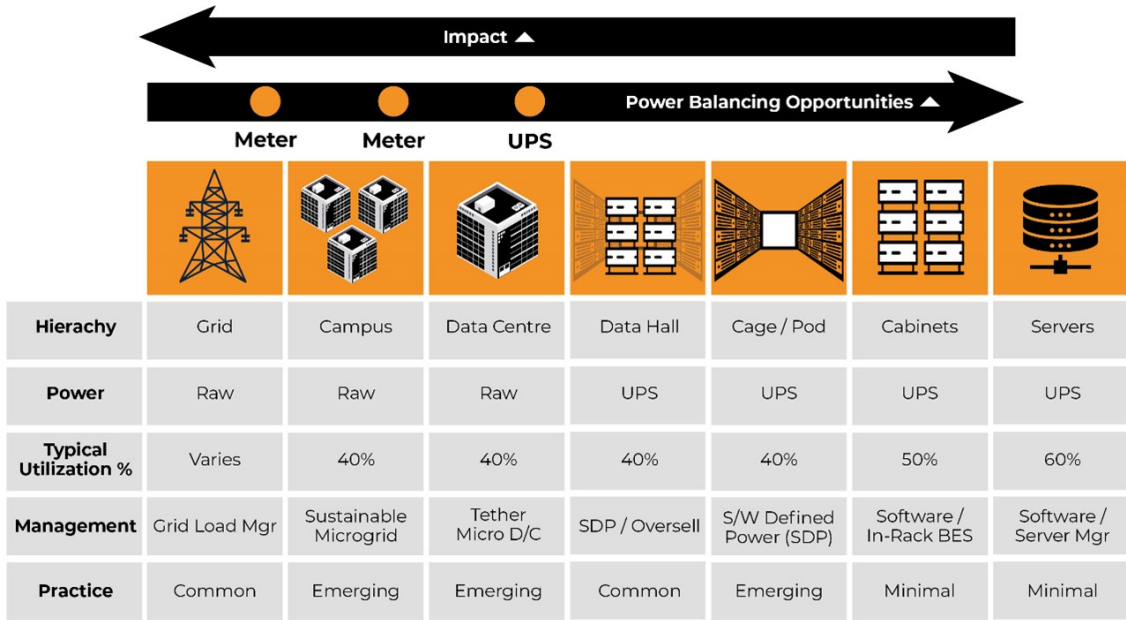 Impact
Power Balancing Opportunities
Meter Meter UPS
Hierachy Grid Campus Data Centre Data Hall Cage / Pod Cabinets Servers
Power Raw Raw Raw UPS UPS UPS UPS
Typical
Utilization % Varies 40% 40% 40% 40% 50% 60%
Management Grid Load Mgr Sustainable
Microgrid Tether
Micro D/C SDP / Oversell S/W Defined
Power (SDP) Software /
In-Rack BES Software /
Server Mgr
Practice Common Emerging Emerging Common Emerging Minimal Minimal